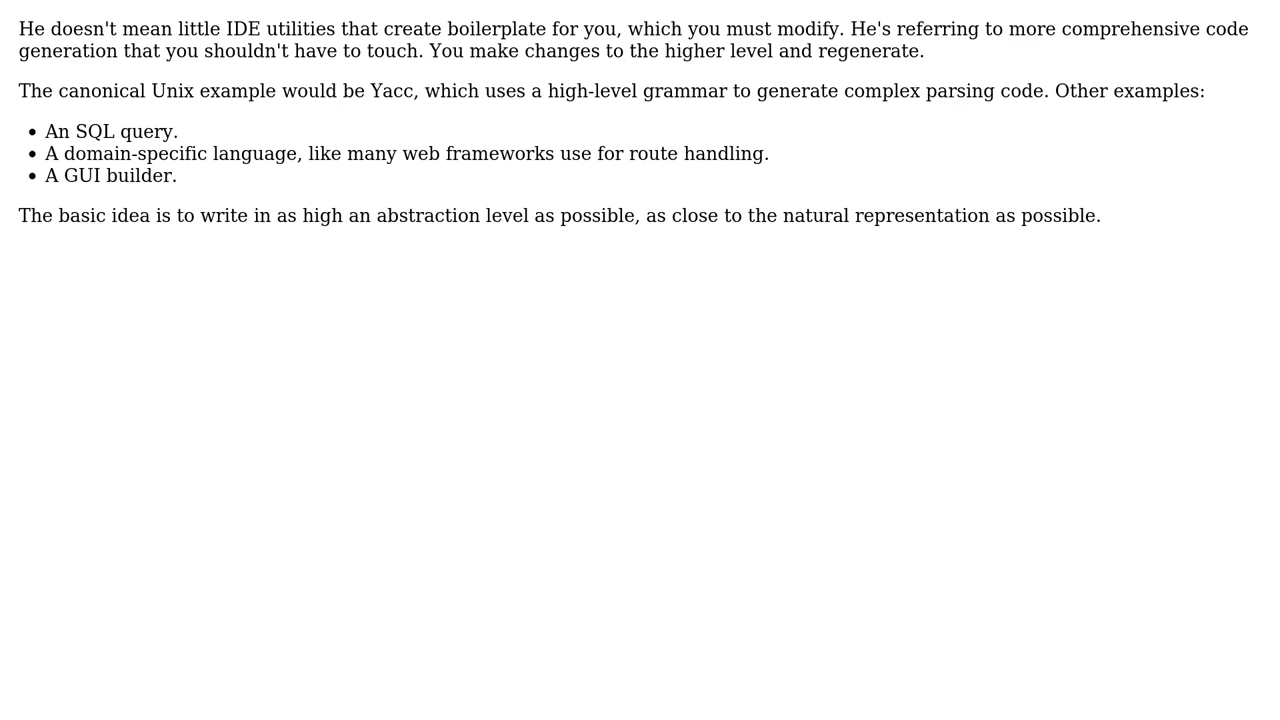 He doesn't mean little IDE utilities that create boilerplate for you, which you must modify. He's referring to more comprehensive code
generation that you shouldn't have to touch. You make changes to the higher level and regenerate.
The canonical Unix example would be Yacc, which uses a high-level grammar to generate complex parsing code. Other examples:
• An SQL query.
• A domain-specific language, like many web frameworks use for route handling.
• A GUI builder.
The basic idea is to write in as high an abstraction level as possible, as close to the natural representation as possible.